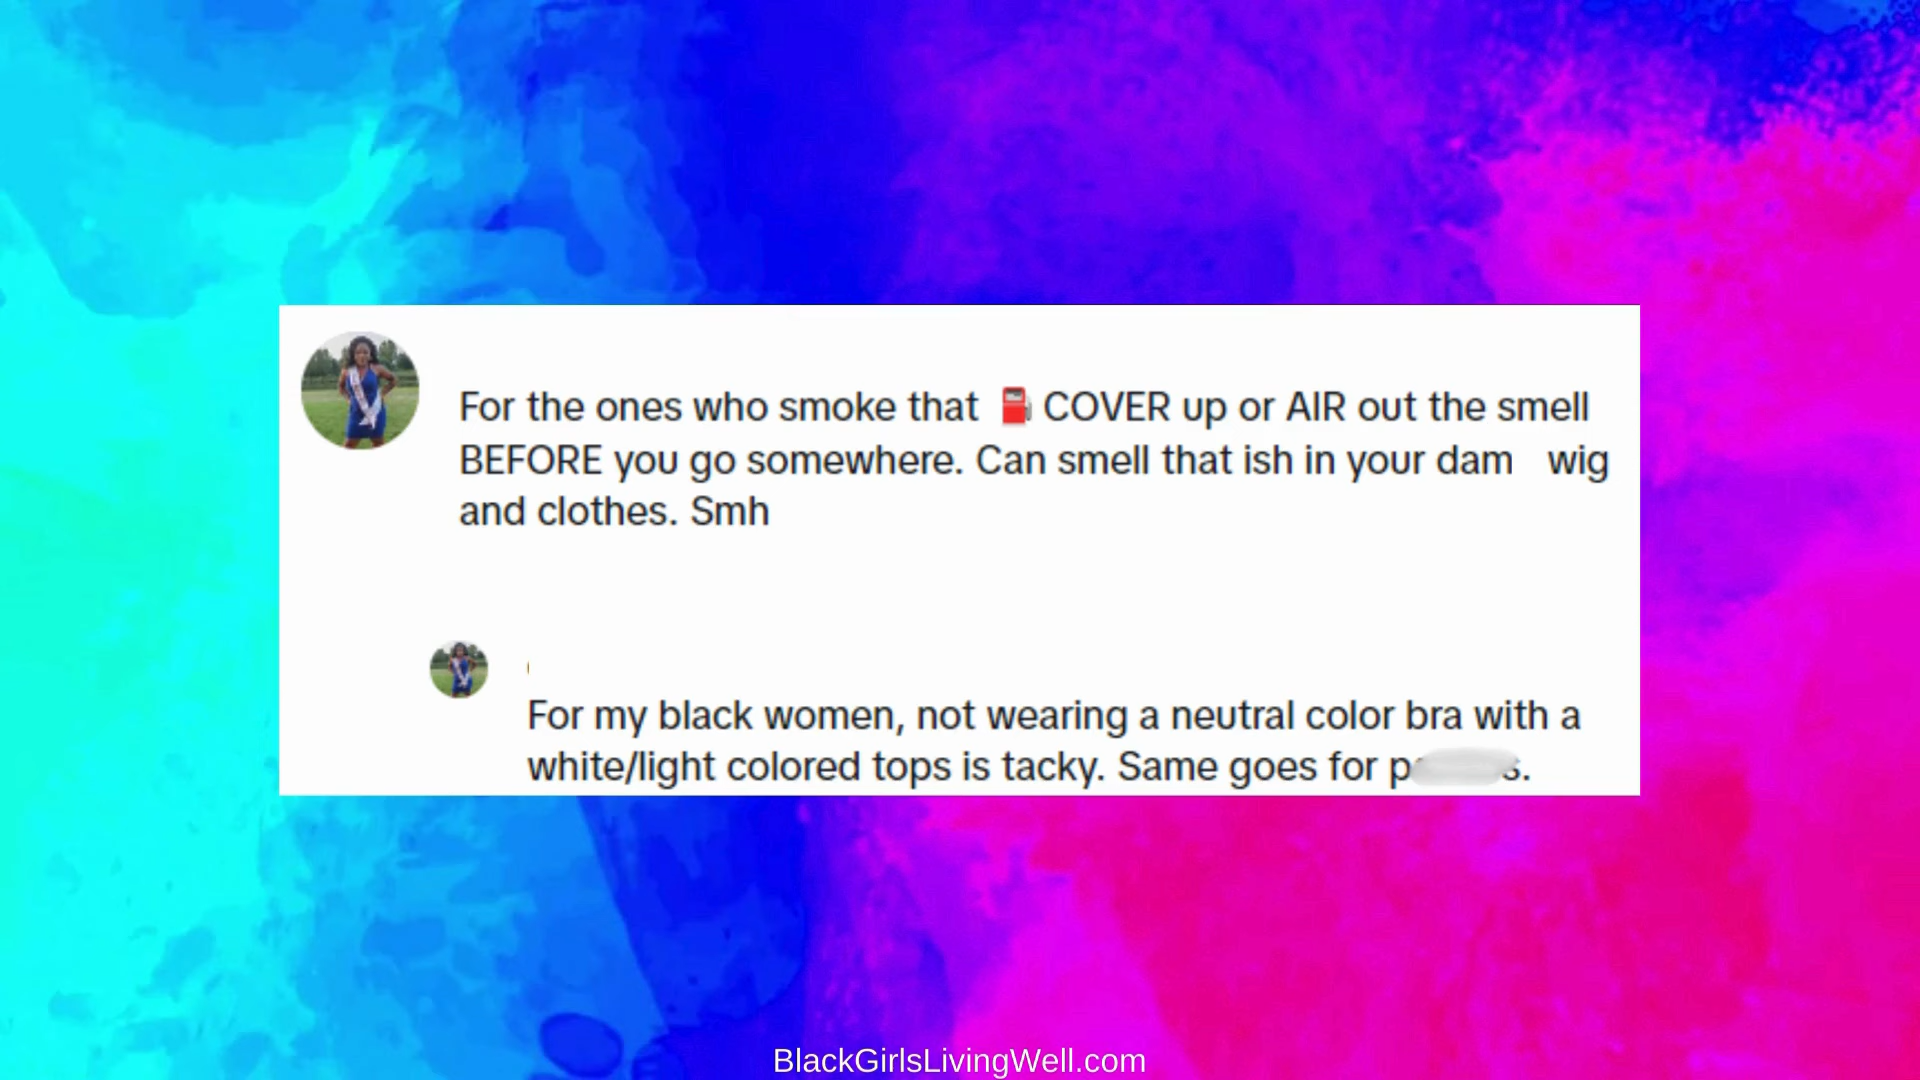 For the ones who smoke that ⛽ COVER up or AIR out the smell
BEFORE you go somewhere. Can smell that ish in your dam wig
and clothes. Smh
For my black women, not wearing a neutral color bra with a
white/light colored tops is tacky. Same goes for
BlackGirlsLivingWell.com